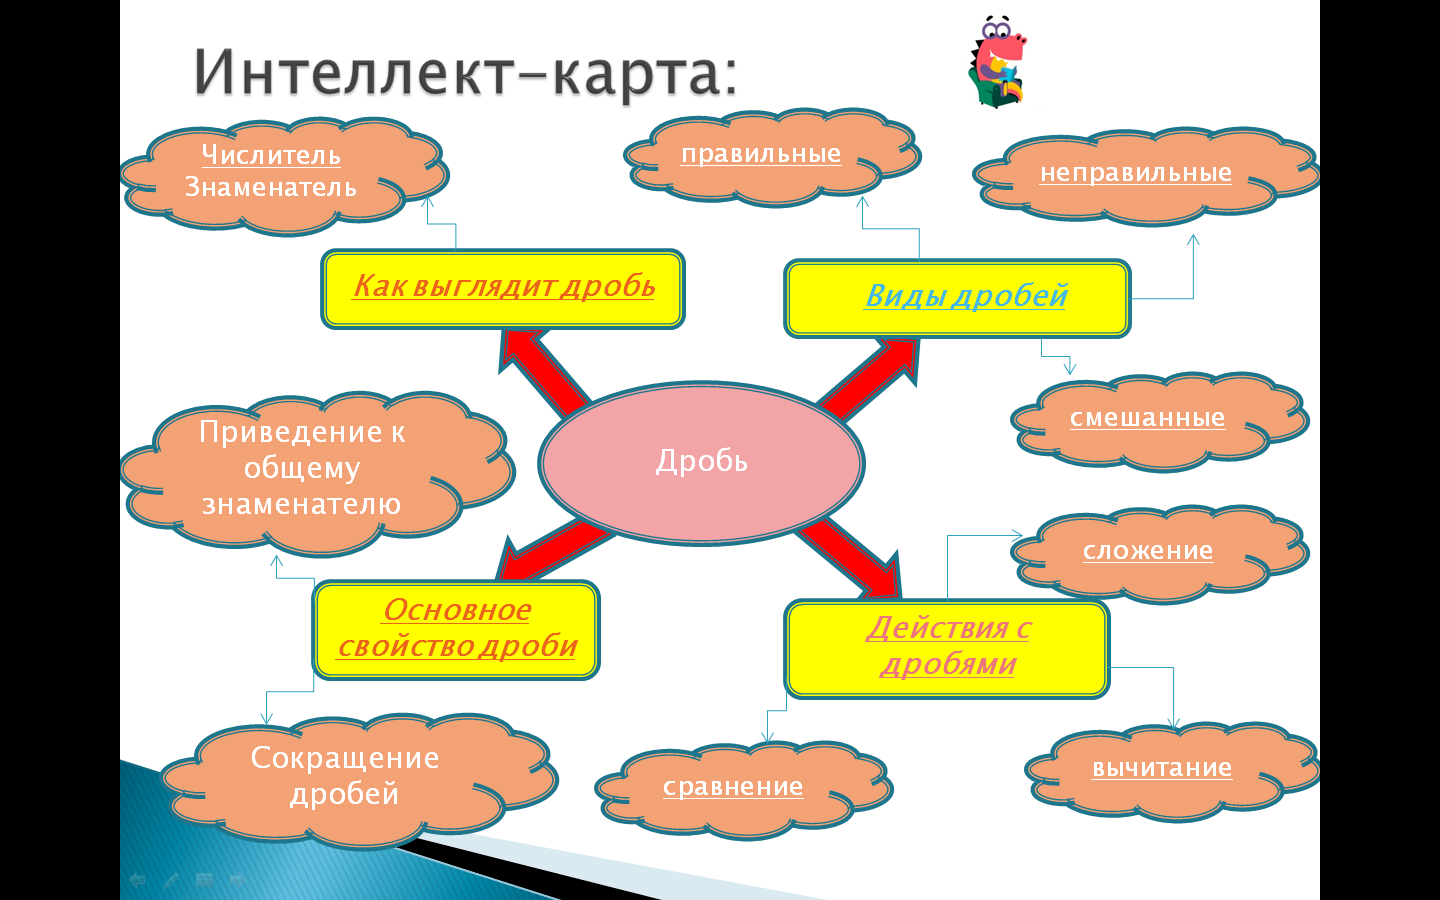 Интеллект-карта:
Числитель
Знаменатель
правильные
неправильные
Как выглядит дробь
Виды дробей
смешанные
Приведение к
общему
знаменателю
Дробь
сложение
Основное
свойство дроби
Действия с
дробями
Сокращение
дробей
сравнение
вычитание